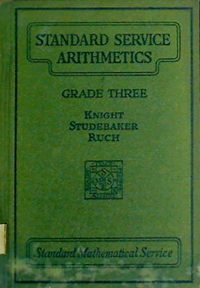 STANDARD SERVICE
ARITHMETICS
GRADE THREE
KNIGHT
STUDEBAKER
RUCH
Standard Mathematical Service